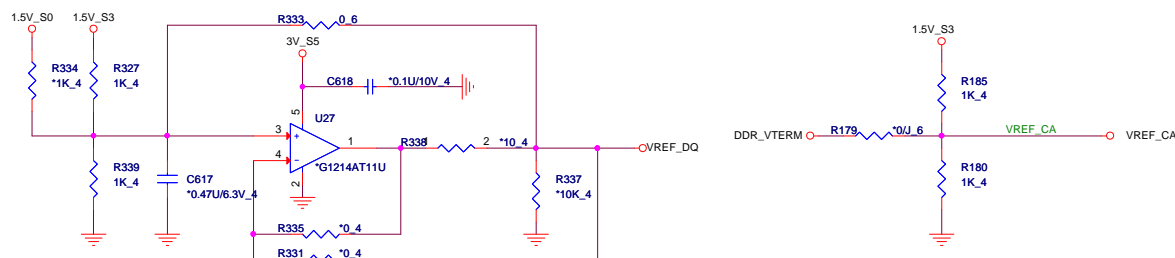 1.5V_S0
1.5V_S3
R333
0_6
3V_S5
R334
*1K_4
R327
1K_4
C618
*0.1U/10V_4
5
U27
3
+
4
-
1
2
*G1214AT11U
R338
1
2
*10_4
VREF_DQ
R339
1K_4
C617
*0.47U/6.3V_4
R337
*10K_4
R335
*0_4
R331
*0_4
1.5V_S3
R185
1K_4
DDR_VTERM
R179
*0/J_6
VREF_CA
VREF_CA
R180
1K_4